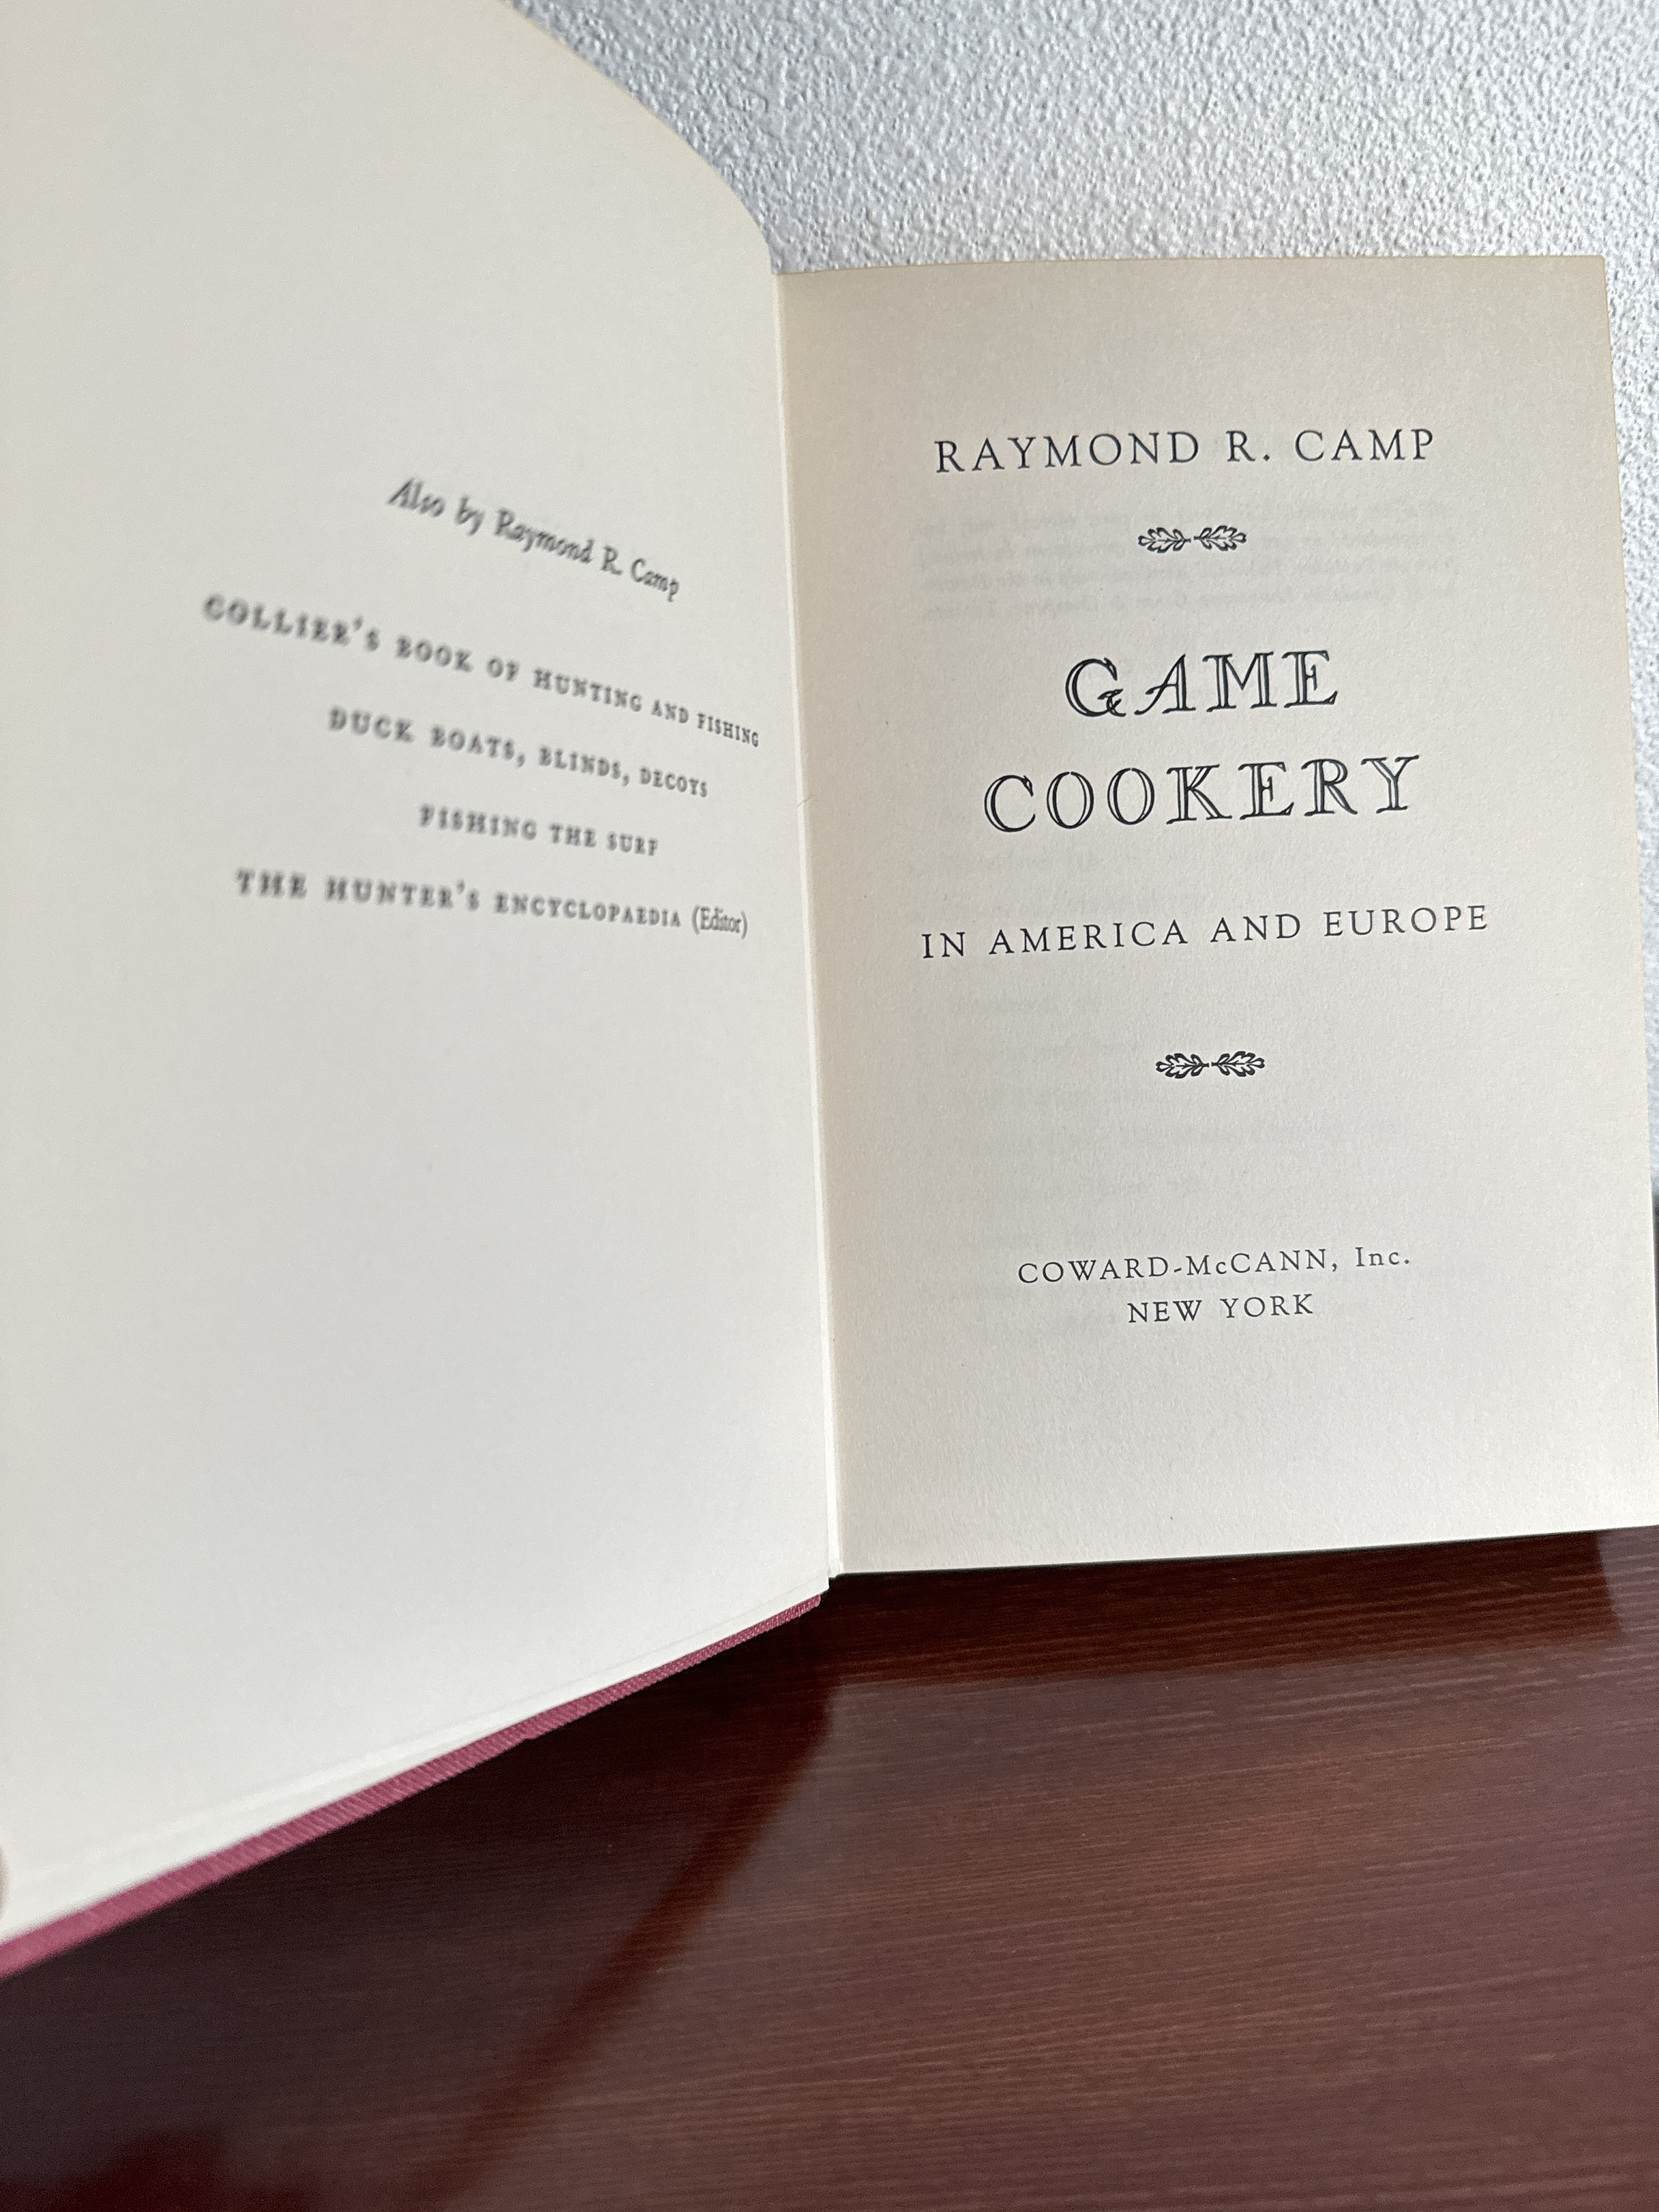 Also by Raymond R. Camp
COLLIER'S BOOK OF HUNTING AND FISHING
DUCK BOATS, BLINDS, DECOYS
FISHING THE SURF
THE HUNTER'S ENCYCLOPAEDIA (Editor)
RAYMOND R. CAMP
GAME
COOKERY
IN AMERICA AND EUROPE
COWARD-McCANN, Inc.
NEW YORK